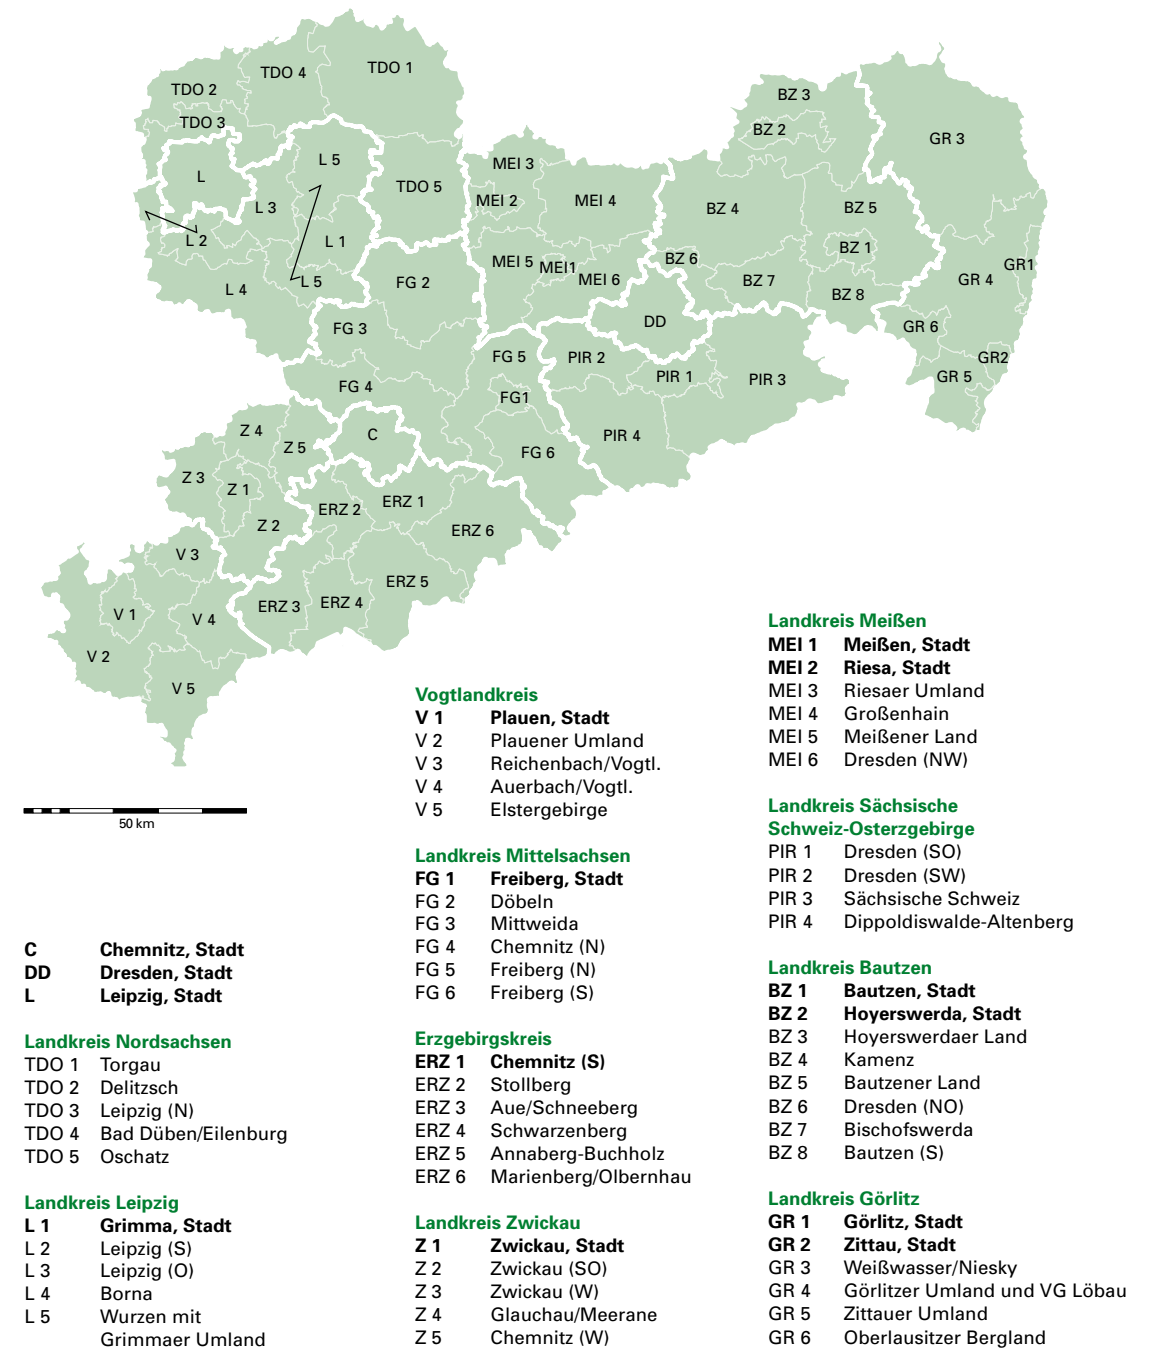 TDO 1
TDO 4
TDO 2
TDO 3
L 5
L
TDO 5
L 3
L 2
L 1
L 5
L 4
MEI 3
MEI 2
MEI 4
MEI 5
MEI1
MEI 6
BZ 3
BZ 2
GR 3
BZ 4
BZ 5
BZ 1
BZ 6
BZ 7
BZ 8
GR1
GR 4
GR 6
GR2
GR 5
FG 2
FG 3
FG 5
FG 4
FG1
FG 6
DD
PIR 2
PIR 1
PIR 3
PIR 4
C
Z 4
Z 5
Z 3
Z 1
Z 2
ERZ 2
ERZ 1
ERZ 6
ERZ 5
ERZ 3
ERZ 4
V 3
V 1
V 4
V 2
V 5
50 km
C Chemnitz, Stadt
DD Dresden, Stadt
L Leipzig, Stadt
Landkreis Nordsachsen
TDO 1 Torgau
TDO 2 Delitzsch
TDO 3 Leipzig (N)
TDO 4 Bad Düben/Eilenburg
TDO 5 Oschatz
Landkreis Leipzig
L 1 Grimma, Stadt
L 2 Leipzig (S)
L 3 Leipzig (O)
L 4 Borna
L 5 Wurzen mit
Grimmaer Umland
Vogtlandkreis
V 1 Plauen, Stadt
V 2 Plauener Umland
V 3 Reichenbach/Vogtl.
V 4 Auerbach/Vogtl.
V 5 Elstergebirge
Landkreis Mittelsachsen
FG 1 Freiberg, Stadt
FG 2 Döbeln
FG 3 Mittweida
FG 4 Chemnitz (N)
FG 5 Freiberg (N)
FG 6 Freiberg (S)
Erzgebirgskreis
ERZ 1 Chemnitz (S)
ERZ 2 Stollberg
ERZ 3 Aue/Schneeberg
ERZ 4 Schwarzenberg
ERZ 5 Annaberg-Buchholz
ERZ 6 Marienberg/Olbernhau
Landkreis Zwickau
Z 1 Zwickau, Stadt
Z 2 Zwickau (SO)
Z 3 Zwickau (W)
Z 4 Glauchau/Meerane
Z 5 Chemnitz (W)
Landkreis Meißen
MEI 1 Meißen, Stadt
MEI 2 Riesa, Stadt
MEI 3 Riesaer Umland
MEI 4 Großenhain
MEI 5 Meißener Land
MEI 6 Dresden (NW)
Landkreis Sächsische
Schweiz-Osterzgebirge
PIR 1 Dresden (SO)
PIR 2 Dresden (SW)
PIR 3 Sächsische Schweiz
PIR 4 Dippoldiswalde-Altenberg
Landkreis Bautzen
BZ 1 Bautzen, Stadt
BZ 2 Hoyerswerda, Stadt
BZ 3 Hoyerswerdaer Land
BZ 4 Kamenz
BZ 5 Bautzener Land
BZ 6 Dresden (NO)
BZ 7 Bischofswerda
BZ 8 Bautzen (S)
Landkreis Görlitz
GR 1 Görlitz, Stadt
GR 2 Zittau, Stadt
GR 3 Weißwasser/Niesky
GR 4 Görlitzer Umland und VG Löbau
GR 5 Zittauer Umland
GR 6 Oberlausitzer Bergland